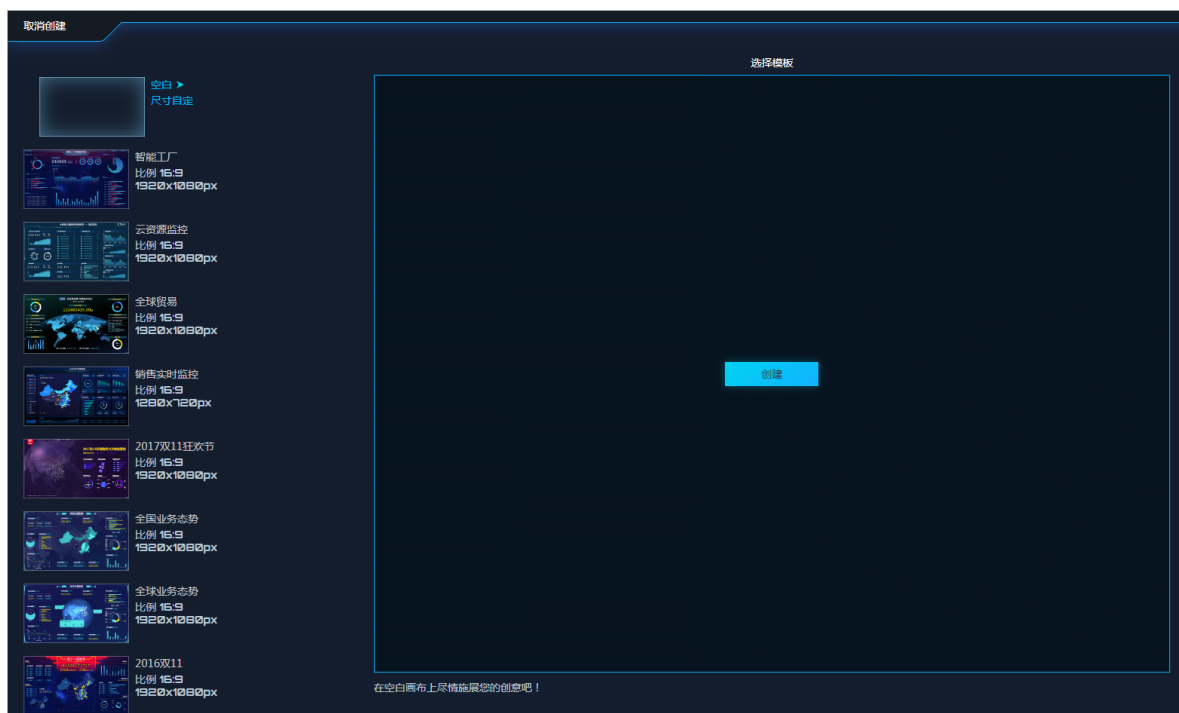 取消创建
选择模板
空白 ➤
尺寸自定
智能工厂
比例 16:9
1920x1080px
云资源监控
比例 16:9
1920x1080px
全球贸易
比例 16:9
1920x1080px
销售实时监控
比例 16:9
1280x720px
2017双11狂欢节
比例 16:9
1920x1080px
全国业务态势
比例 16:9
1920x1080px
全球业务态势
比例 16:9
1920x1080px
2016双11
比例 16:9
1920x1080px
创建
在空白画布上尽情施展您的创意吧！